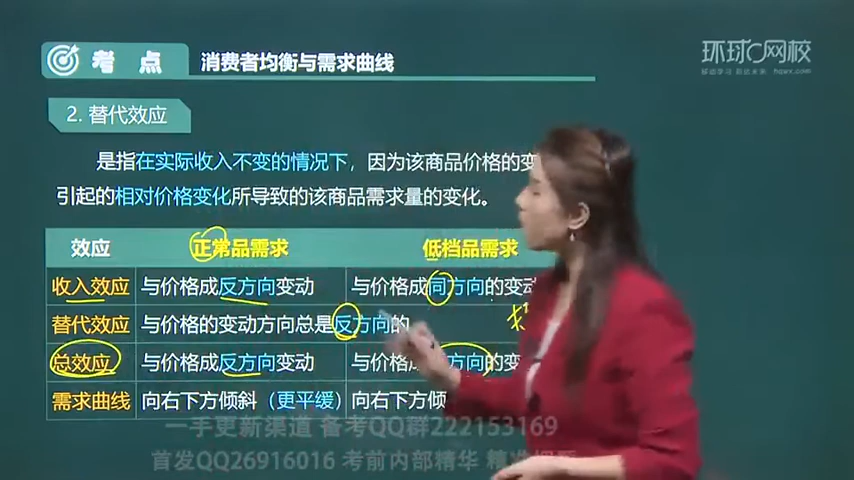 考 点
消费者均衡与需求曲线
环球网校
2. 替代效应
是指在实际收入不变的情况下，因为该商品价格的变
引起的相对价格变化所导致的该商品需求量的变化。
效应 正常品需求 低档品需求
收入效应 与价格成反方向变动 与价格成同方向的变动
替代效应 与价格的变动方向总是反方向的
总效应 与价格成反方向变动 与价格成 方向的变
需求曲线 向右下方倾斜（更平缓） 向右下方倾
一手更新渠道 备考QQ群222153169
首发QQ26916016 考前内部精华 精准押题